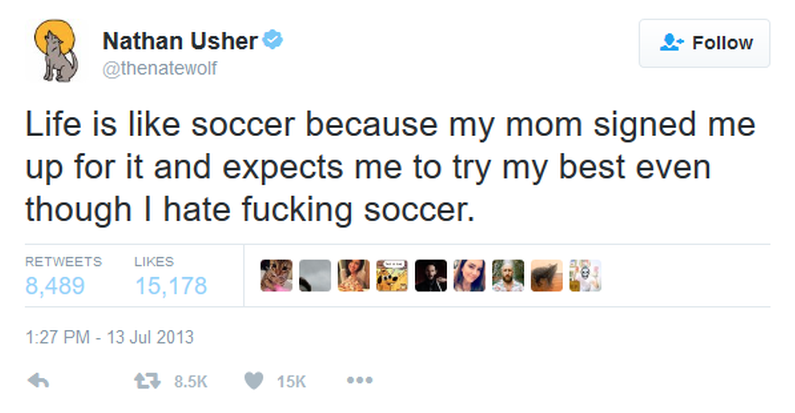 Nathan Usher
@thenatewolf
Follow
Life is like soccer because my mom signed me
up for it and expects me to try my best even
though I hate fucking soccer.
RETWEETS LIKES
8,489 15,178
1:27 PM - 13 Jul 2013
8.5K 15K